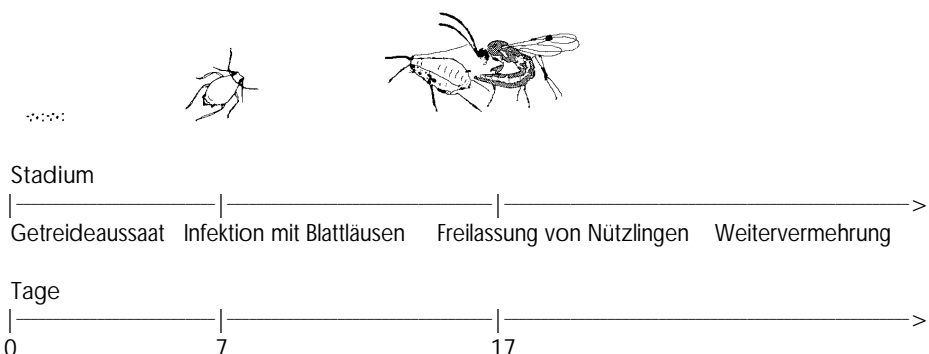 Stadium
Getreideaussaat Infektion mit Blattläusen Freilassung von Nützlingen Weitervermehrung
Tage
0 7 17